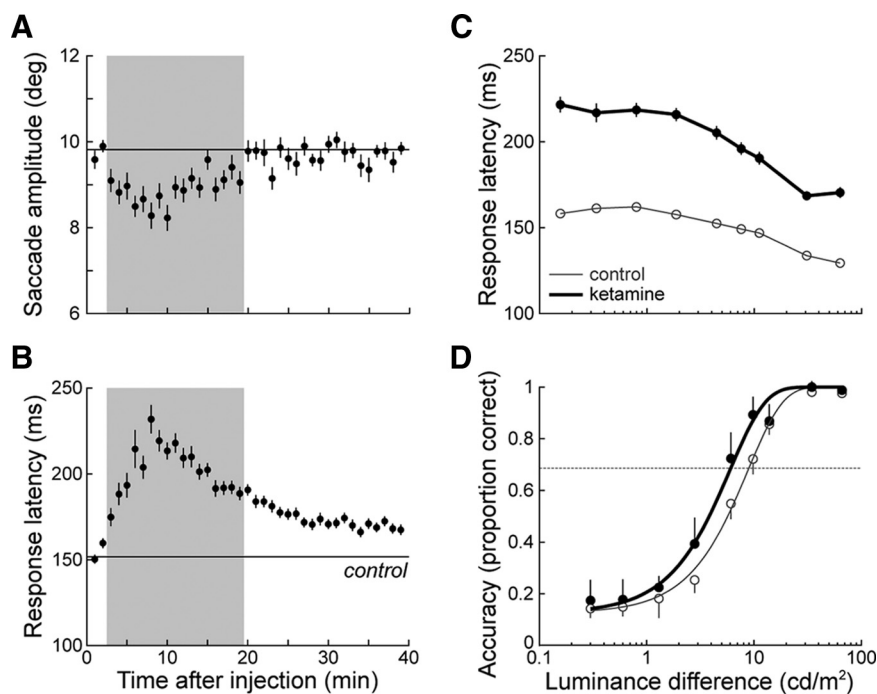 A
12
10
8
6
Saccade amplitude (deg)
B
250
200
150
100
Response latency (ms)
control
0
10
20
30
40
Time after injection (min)
C
250
200
150
100
Response latency (ms)
control
ketamine
D
1
0.8
0.6
0.4
0.2
0
Accuracy (proportion correct)
0.1
1
10
100
Luminance difference (cd/m²)